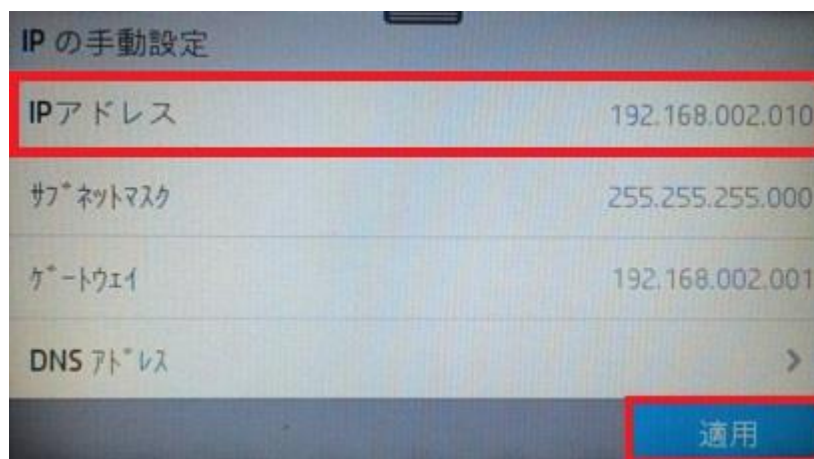 IP の手動設定
IPアドレス 192.168.002.010
ｻﾌﾞﾈｯﾄﾏｽｸ 255.255.255.000
ｹﾞｰﾄｳｪｲ 192.168.002.001
DNS ｱﾄﾞﾚｽ >
適用